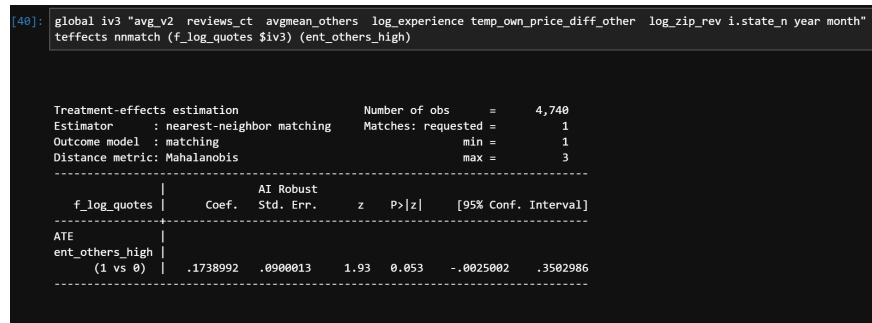 [40]: global iv3 "avg_v2  reviews_ct  avgmean_others  log_experience temp_own_price_diff_other  log_zip_rev i.state_n year month"
teffects nnmatch (f_log_quotes $iv3) (ent_others_high)
Treatment-effects estimation                   Number of obs      =      4,740
Estimator      : nearest-neighbor matching     Matches: requested =          1
Outcome model  : matching                                     min =          1
Distance metric: Mahalanobis                                  max =          3
------------------------------------------------------------------------------
                |              AI Robust
   f_log_quotes |      Coef.   Std. Err.      z    P>|z|     [95% Conf. Interval]
----------------+-------------------------------------------------------------
ATE             |
ent_others_high |
      (1 vs 0)  |   .1738992   .0900013     1.93   0.053    -.0025002    .3502986
------------------------------------------------------------------------------